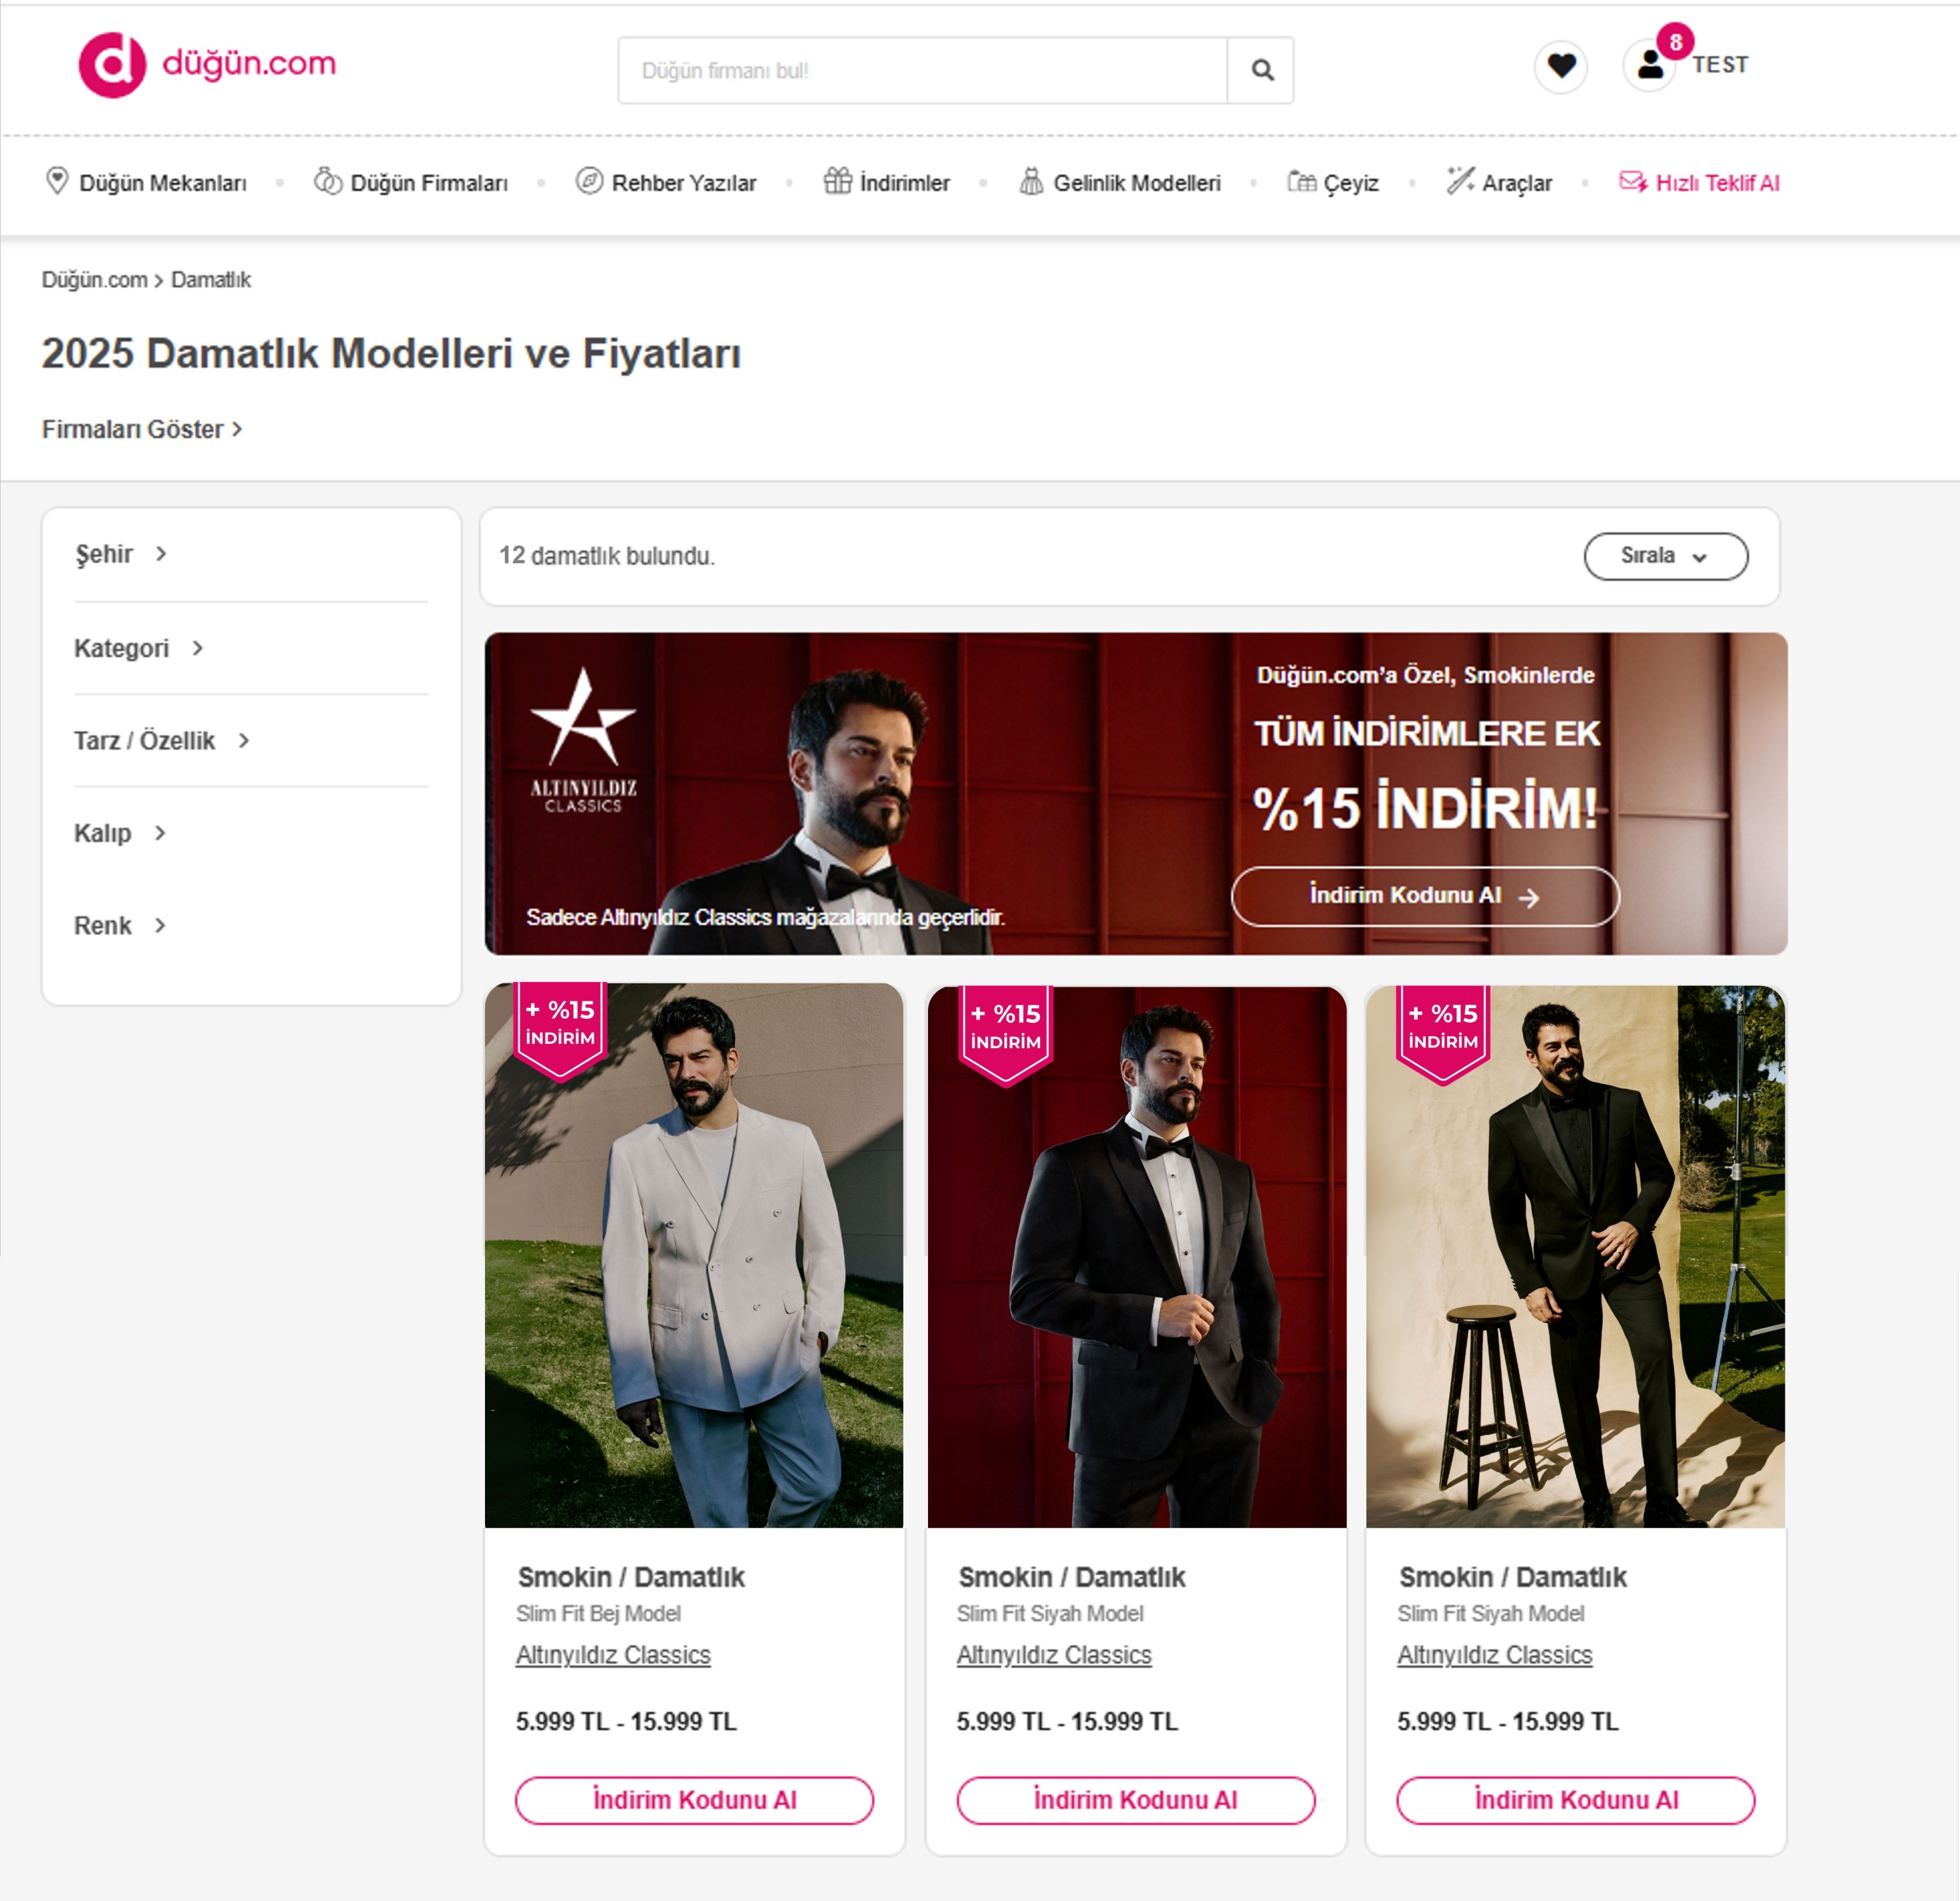 düğün.com
Düğün firmanı bul!
8
TEST
Düğün Mekanları
Düğün Firmaları
Rehber Yazılar
İndirimler
Gelinlik Modelleri
Çeyiz
Araçlar
Hızlı Teklif Al
Düğün.com > Damatlık
2025 Damatlık Modelleri ve Fiyatları
Firmaları Göster >
Şehir >
Kategori >
Tarz / Özellik >
Kalıp >
Renk >
12 damatlık bulundu.
Sırala
ALTINYILDIZ
CLASSICS
Sadece Altınyıldız Classics mağazalarında geçerlidir.
Düğün.com'a Özel, Smokinlerde
TÜM İNDİRİMLERE EK
%15 İNDİRİM!
İndirim Kodunu Al →
+ %15
İNDİRİM
Smokin / Damatlık
Slim Fit Bej Model
Altınyıldız Classics
5.999 TL - 15.999 TL
İndirim Kodunu Al
+ %15
İNDİRİM
Smokin / Damatlık
Slim Fit Siyah Model
Altınyıldız Classics
5.999 TL - 15.999 TL
İndirim Kodunu Al
+ %15
İNDİRİM
Smokin / Damatlık
Slim Fit Siyah Model
Altınyıldız Classics
5.999 TL - 15.999 TL
İndirim Kodunu Al